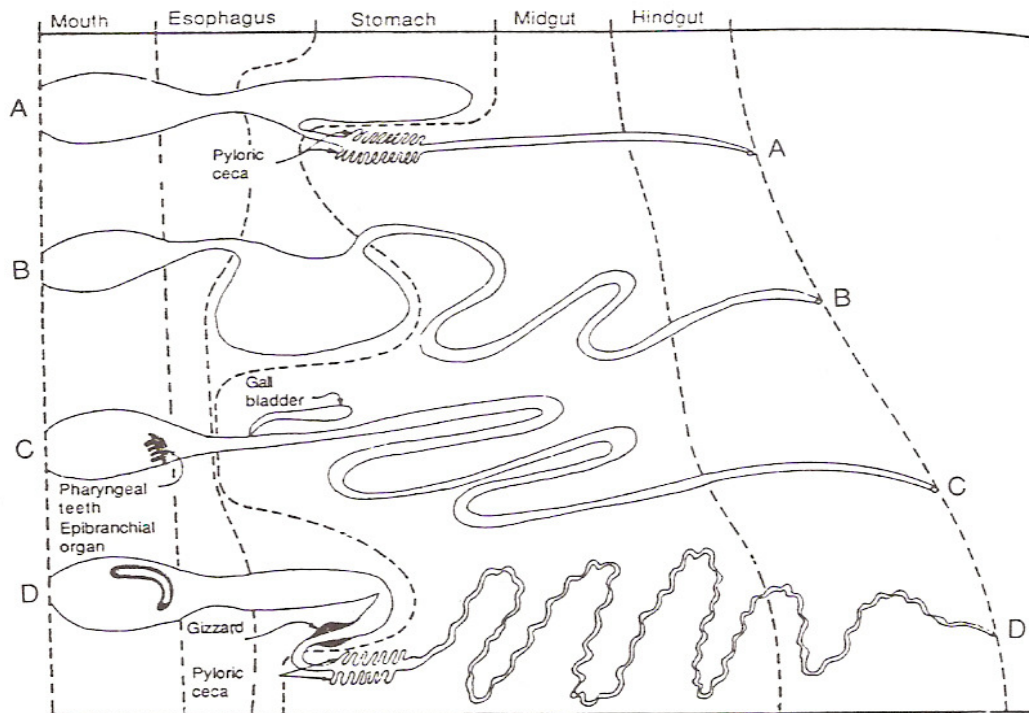 Mouth Esophagus Stomach Midgut Hindgut
A
Pyloric
ceca
A
B
B
Gall
bladder
C
Pharyngeal
teeth
C
Epibranchial
organ
D
Gizzard
D
Pyloric
ceca